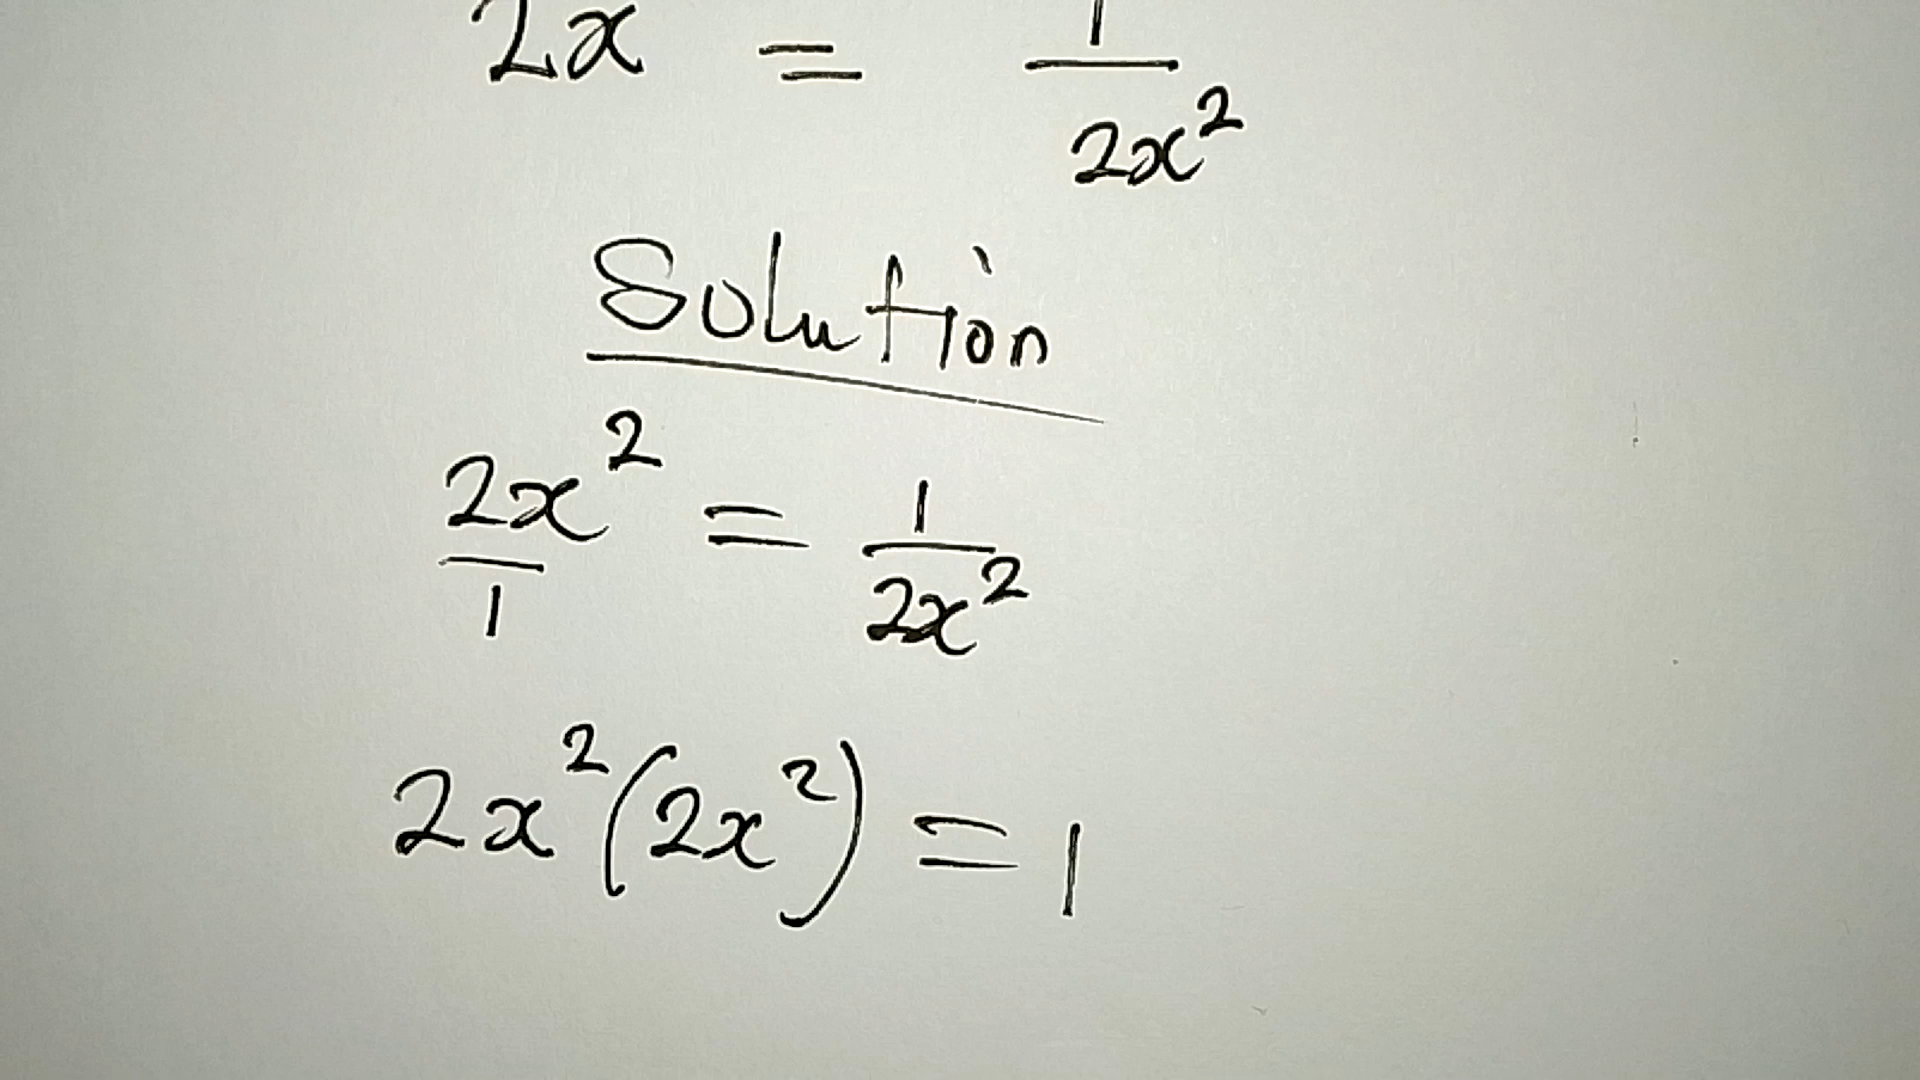 2x = 1/2x²
Solution
2x²/1 = 1/2x²
2x²(2x²) = 1